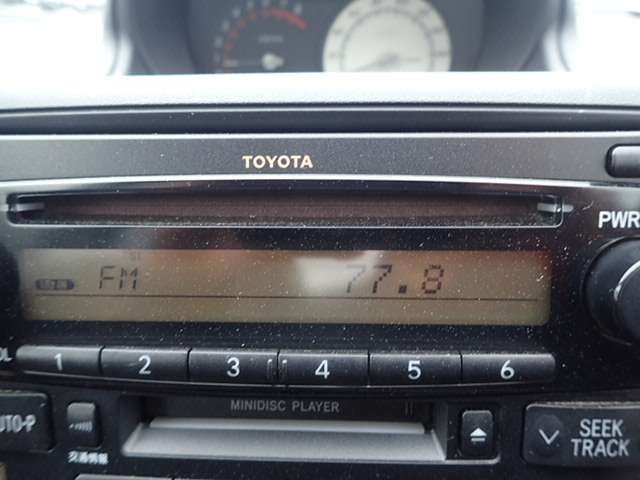 TOYOTA
PWR
ST
FM 77.8
1 2 3 4 5 6
MINIDISC PLAYER
SEEK
TRACK
交通情報